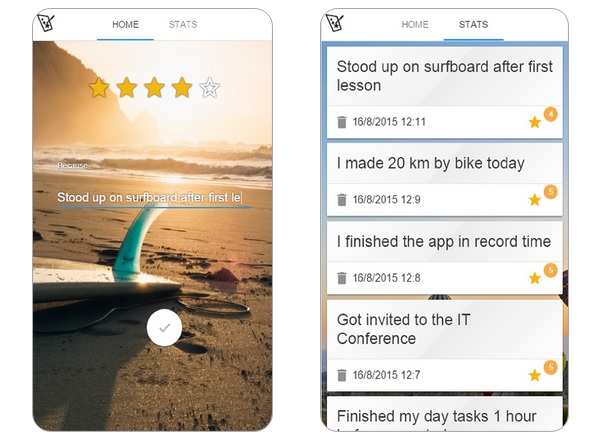 HOME STATS
Because
Stood up on surfboard after first le
HOME STATS
Stood up on surfboard after first
lesson
16/8/2015 12:11
4
I made 20 km by bike today
16/8/2015 12:9
5
I finished the app in record time
16/8/2015 12:8
5
Got invited to the IT
Conference
16/8/2015 12:7
5
Finished my day tasks 1 hour